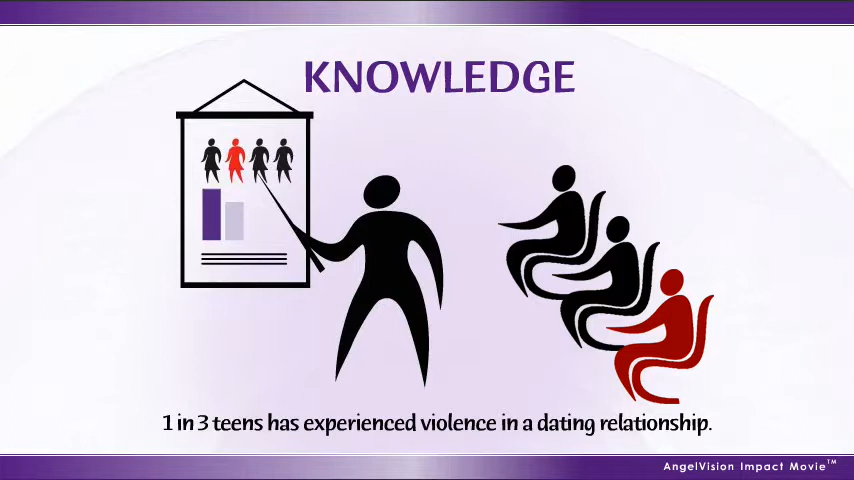 KNOWLEDGE
1 in 3 teens has experienced violence in a dating relationship.
AngelVision Impact Movie™